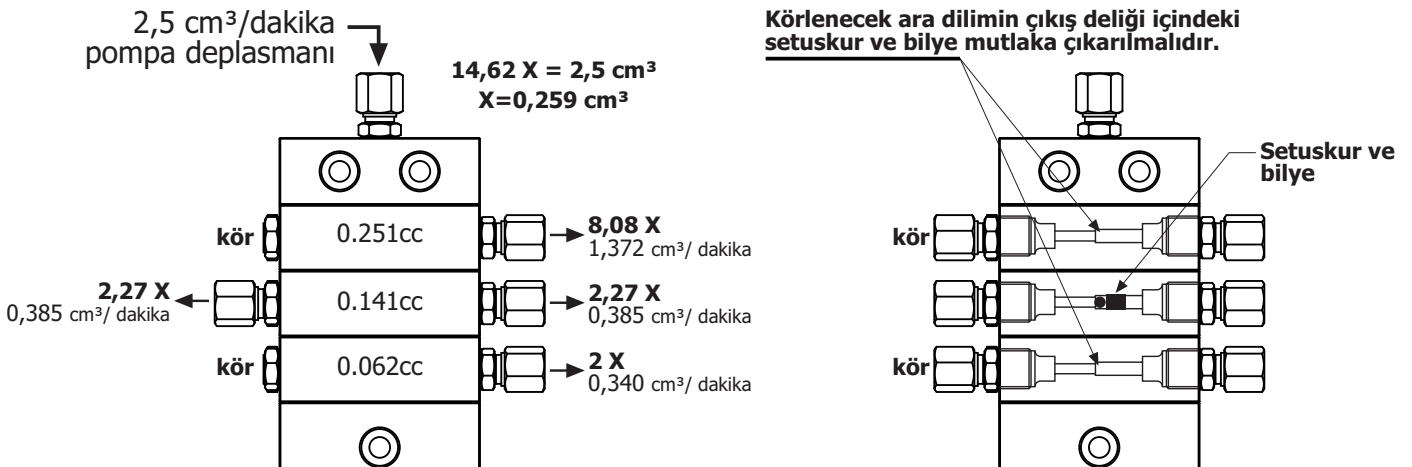 2,5 cm³/dakika
pompa deplasmanı
14,62 X = 2,5 cm³
X=0,259 cm³
kör
0.251cc
8,08 X
1,372 cm³/ dakika
2,27 X
0,385 cm³/ dakika
0.141cc
2,27 X
0,385 cm³/ dakika
kör
0.062cc
2 X
0,340 cm³/ dakika
Körlenecek ara dilimin çıkış deliği içindeki
setuskur ve bilye mutlaka çıkarılmalıdır.
Setuskur ve
bilye
kör
kör